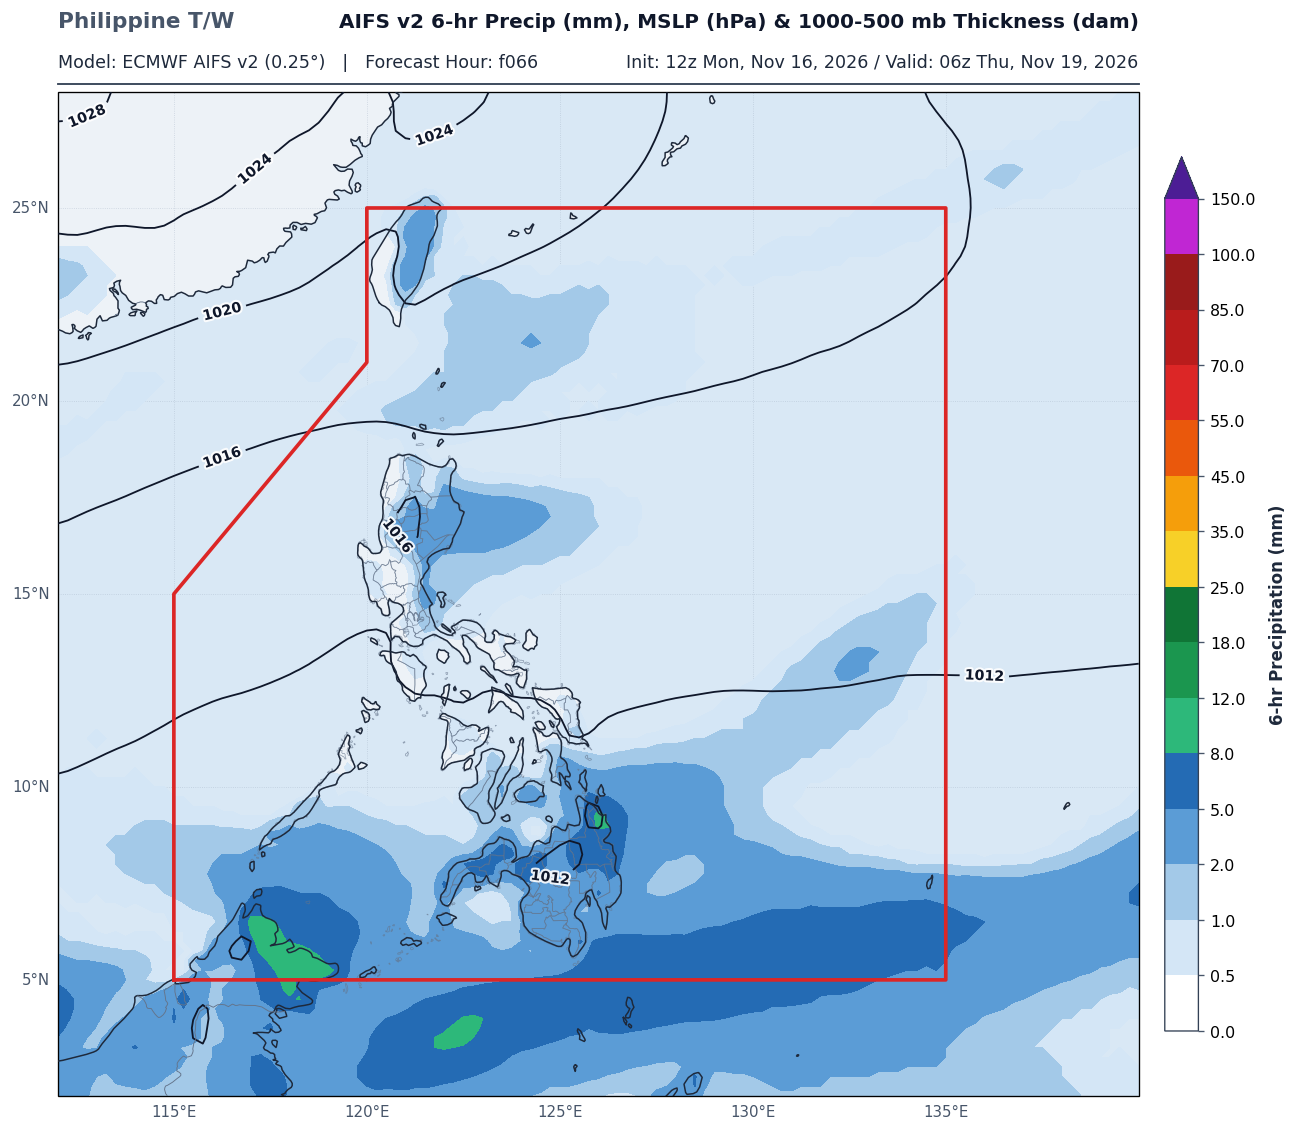 Philippine T/W
AIFS v2 6-hr Precip (mm), MSLP (hPa) & 1000-500 mb Thickness (dam)
Model: ECMWF AIFS v2 (0.25°) | Forecast Hour: f066
Init: 12z Mon, Nov 16, 2026 / Valid: 06z Thu, Nov 19, 2026
1028
1024
1024
1020
1016
1016
1012
1012
25°N
20°N
15°N
10°N
5°N
115°E
120°E
125°E
130°E
135°E
150.0
100.0
85.0
70.0
55.0
45.0
35.0
25.0
18.0
12.0
8.0
5.0
2.0
1.0
0.5
0.0
6-hr Precipitation (mm)